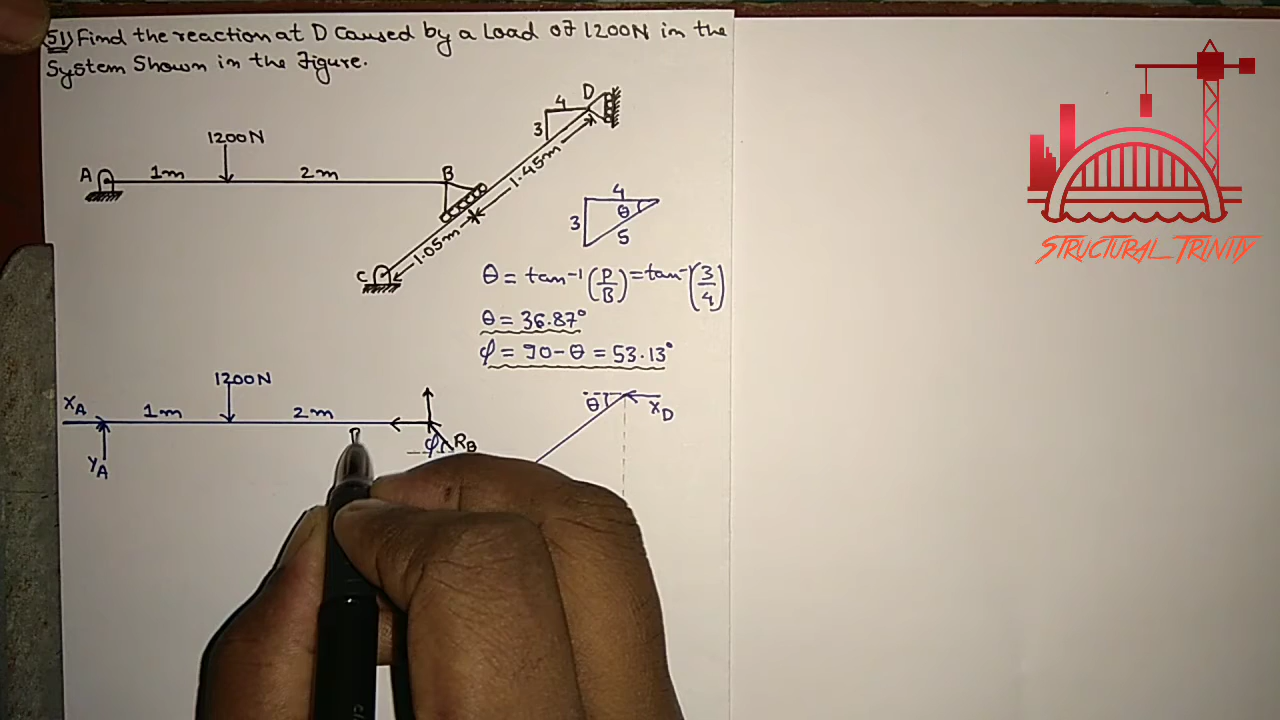 51) Find the reaction at D caused by a load of 1200N in the
System Shown in the Figure.
4
D
3
1200N
A
1m
2m
B
1.45m
1.05m
C
4
3
θ
5
θ = tan⁻¹(P/B) = tan⁻¹(3/4)
θ = 36.87°
φ = 90-θ = 53.13°
1200N
XA
1m
2m
YA
φ
RB
θ
XD
STRUCTURAL TRINITY